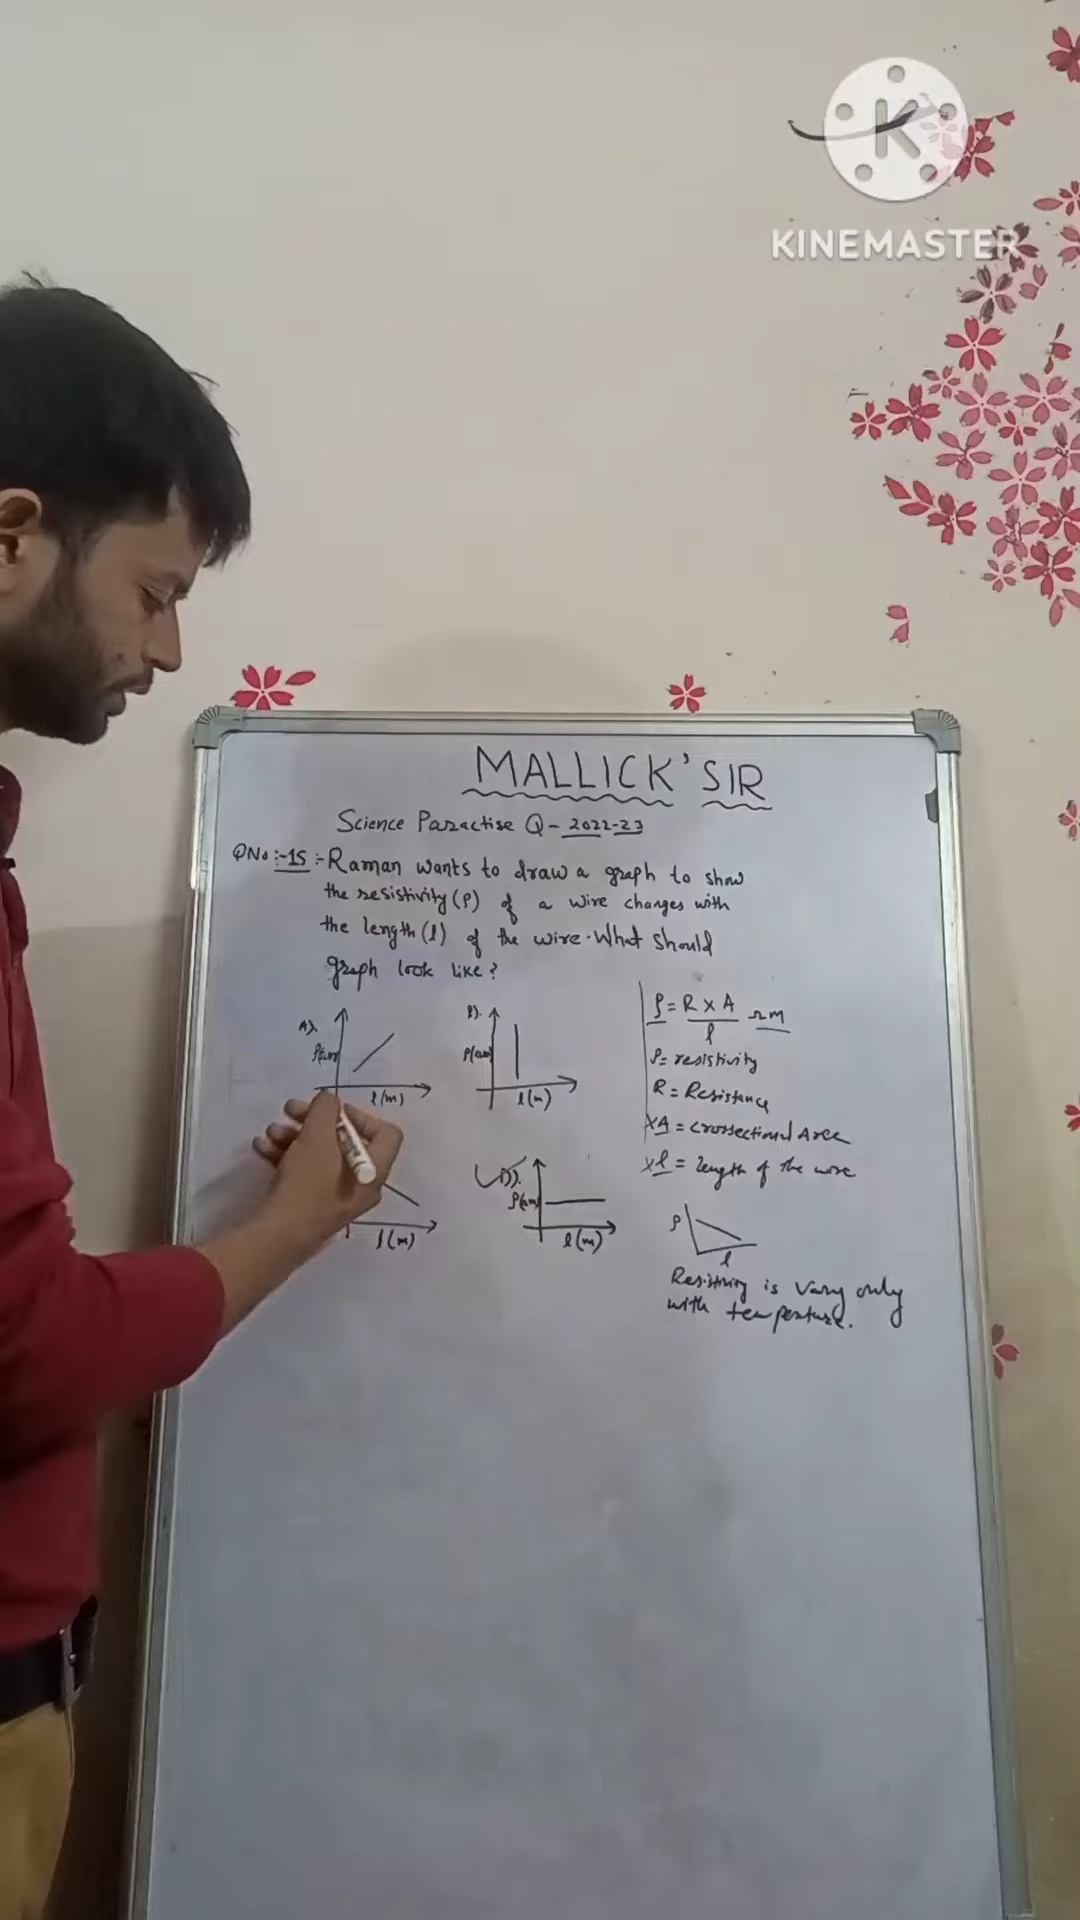 K
KINEMASTER
MALLICK'SIR
Science Paractise Q- 2022-23
QNo:-15:-Raman wants to draw a graph to show
the resistivity (ρ) of a wire changes with
the length (l) of the wire. What should
graph look like?
A).
l(m)
l(m)
ρ = R × A / l Ωm
ρ = resistivity
R = Resistance
×A = crossectional Area
×l = length of the wire
D).
ρ(Ωm)
l(m)
l(m)
ρ
l
is vary only
with